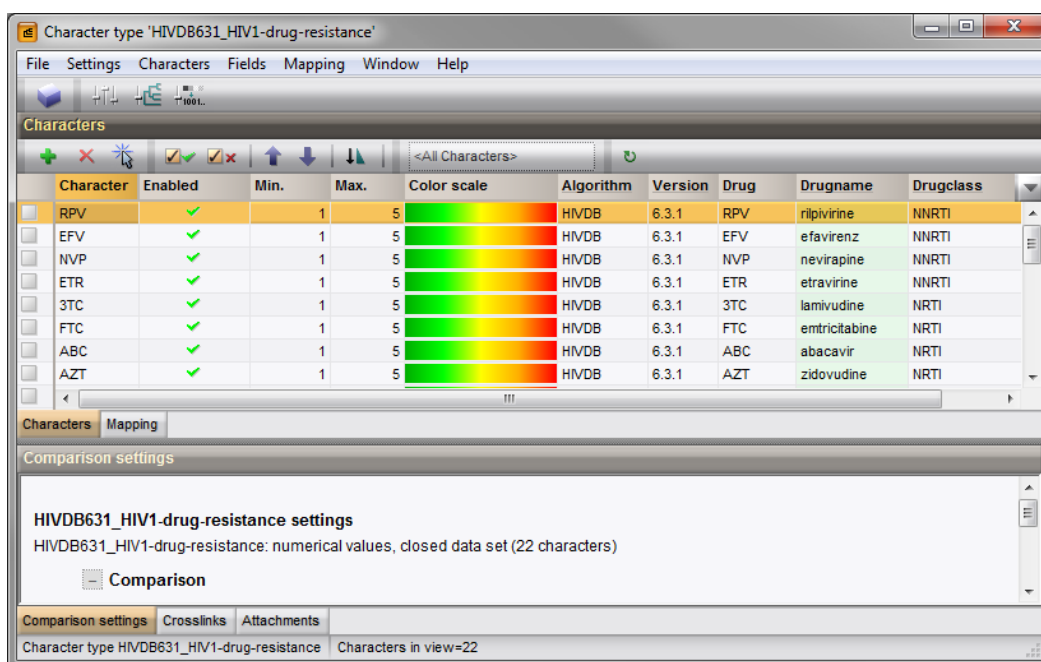 Character type 'HIVDB631_HIV1-drug-resistance'
File Settings Characters Fields Mapping Window Help
1001..
Characters
<All Characters>
Character Enabled Min. Max. Color scale Algorithm Version Drug Drugname Drugclass
RPV 1 5 HIVDB 6.3.1 RPV rilpivirine NNRTI
EFV 1 5 HIVDB 6.3.1 EFV efavirenz NNRTI
NVP 1 5 HIVDB 6.3.1 NVP nevirapine NNRTI
ETR 1 5 HIVDB 6.3.1 ETR etravirine NNRTI
3TC 1 5 HIVDB 6.3.1 3TC lamivudine NRTI
FTC 1 5 HIVDB 6.3.1 FTC emtricitabine NRTI
ABC 1 5 HIVDB 6.3.1 ABC abacavir NRTI
AZT 1 5 HIVDB 6.3.1 AZT zidovudine NRTI
Characters Mapping
Comparison settings
HIVDB631_HIV1-drug-resistance settings
HIVDB631_HIV1-drug-resistance: numerical values, closed data set (22 characters)
Comparison
Comparison settings Crosslinks Attachments
Character type HIVDB631_HIV1-drug-resistance Characters in view=22